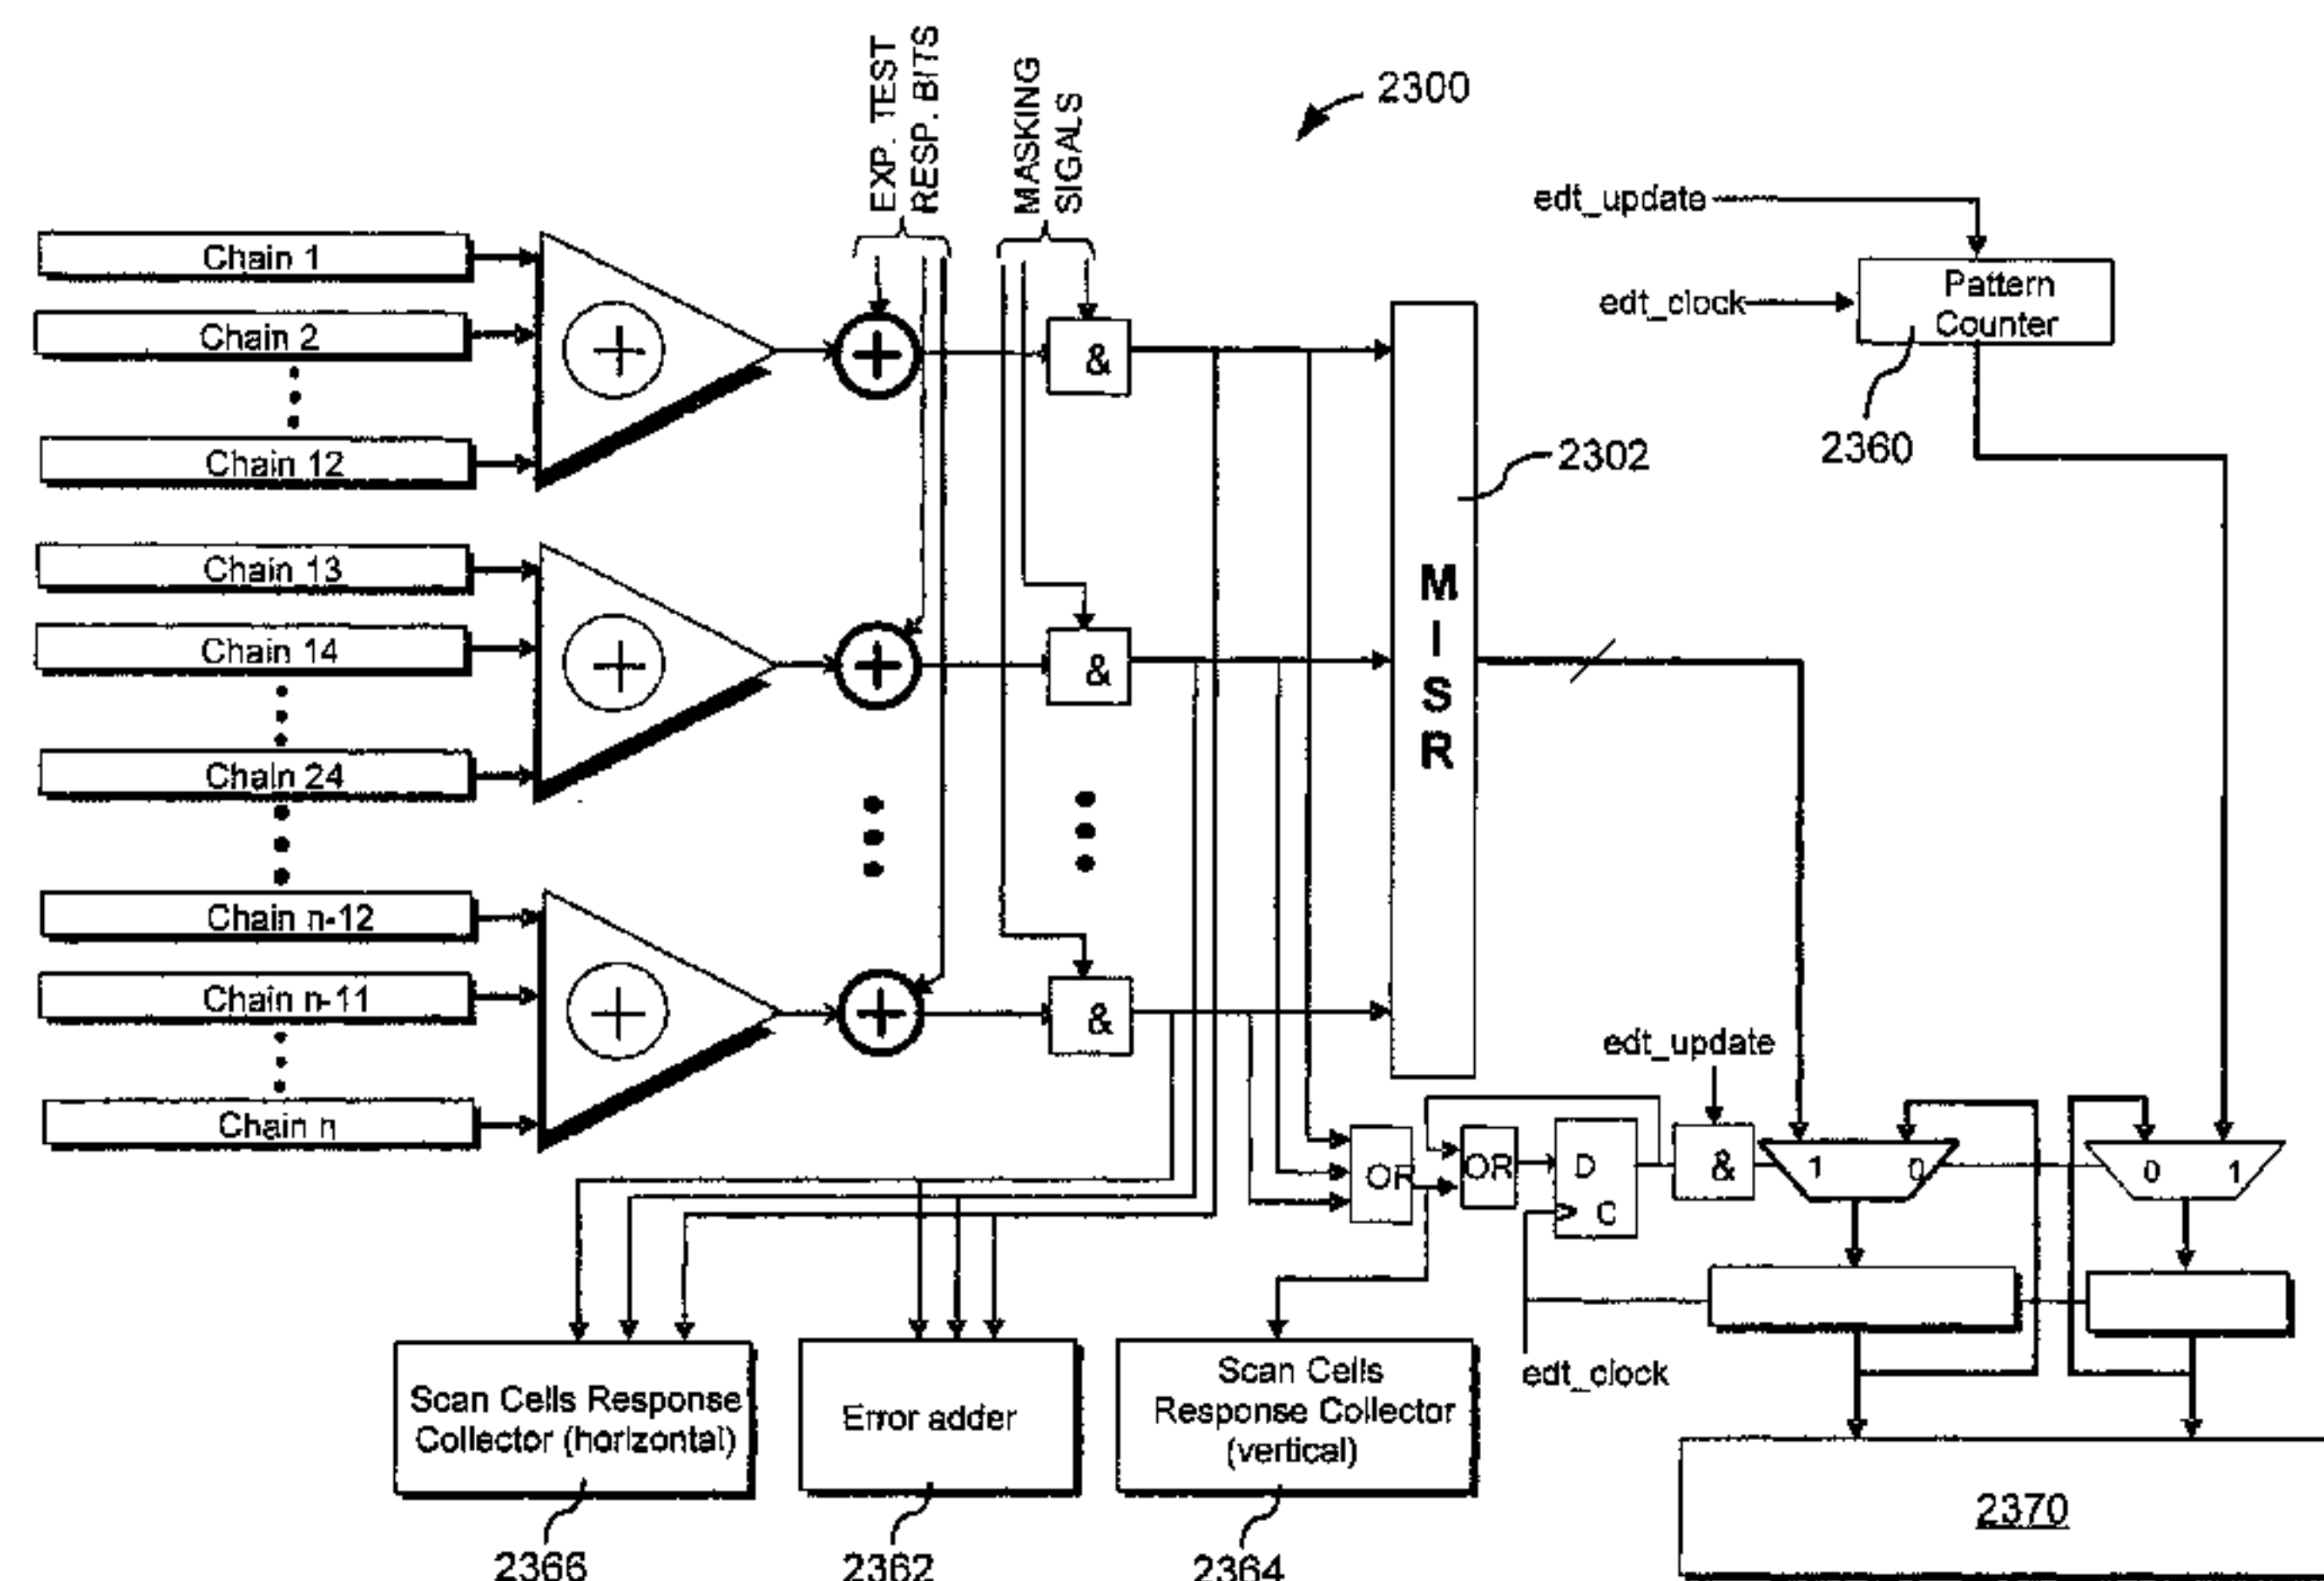 EXP. TEST
RESP. BITS
MASKING
SIGALS
2300
edt_update
edt_clock
Pattern
Counter
2360
Chain 1
Chain 2
Chain 12
+
+
&
2302
Chain 13
Chain 14
Chain 24
+
+
&
M
I
S
R
Chain n-12
Chain n-11
Chain n
+
+
&
edt_update
OR
OR
D
C
&
1
0
0
1
edt_clock
Scan Cells Response
Collector (horizontal)
Error adder
Scan Cells
Response Collector
(vertical)
2370
2366
2362
2364